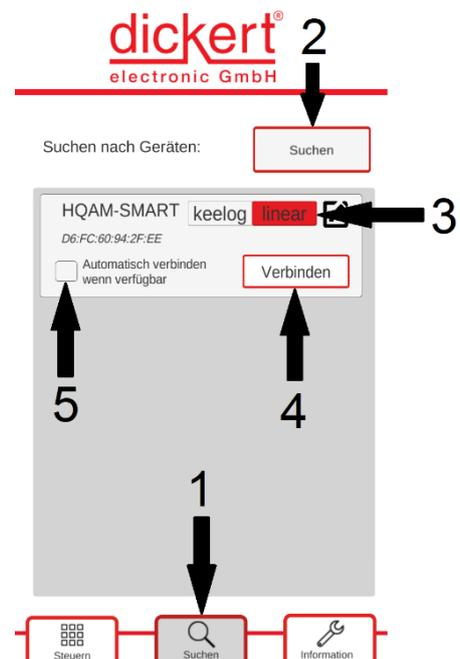 dickert®
electronic GmbH
2
Suchen nach Geräten:
Suchen
HQAM-SMART
keelog
linear
3
D6:FC:60:94:2F:EE
Automatisch verbinden
wenn verfügbar
Verbinden
5
4
1
Steuern
Suchen
Information